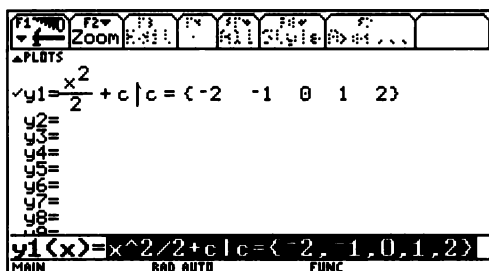 F1 F2 Zoom
PLOTS
✓y1=x^2/2 + c | c = {-2 -1 0 1 2}
y2=
y3=
y4=
y5=
y6=
y7=
y8=
y1(x)=x^2/2+c|c={-2,-1,0,1,2}
MAIN RAD AUTO FUNC